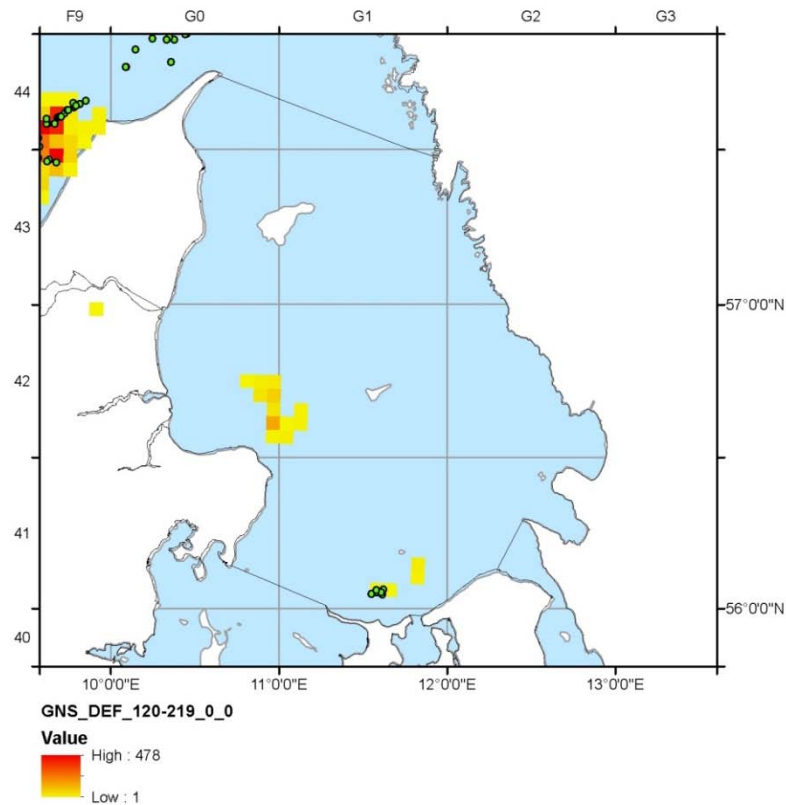 F9 G0 G1 G2 G3
44
43
57°0'0"N
42
41
56°0'0"N
40
10°0'0"E 11°0'0"E 12°0'0"E 13°0'0"E
GNS_DEF_120-219_0_0
Value
High : 478
Low : 1